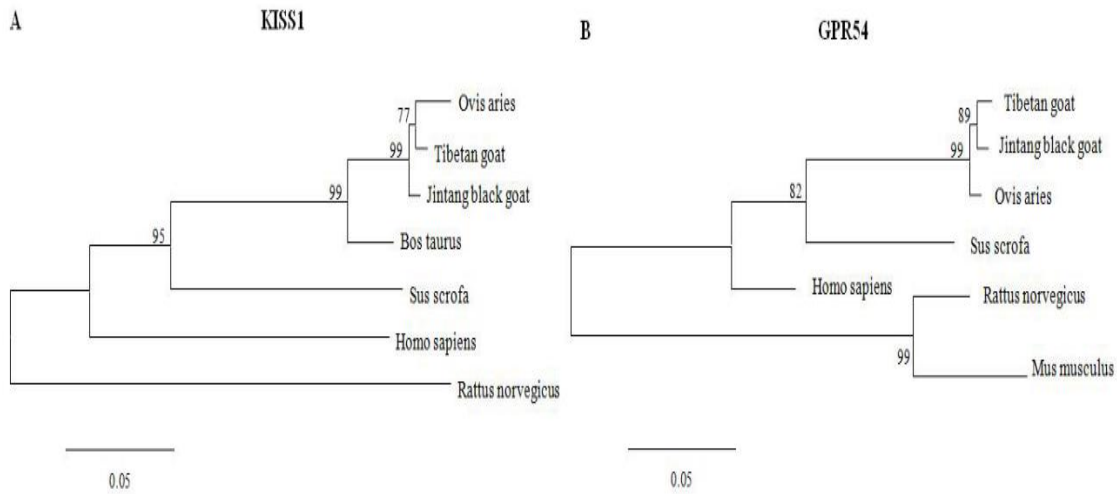 A
KISS1
Ovis aries
77
Tibetan goat
99
Jintang black goat
99
Bos taurus
95
Sus scrofa
Homo sapiens
Rattus norvegicus
0.05
B
GPR54
Tibetan goat
89
Jintang black goat
99
Ovis aries
82
Sus scrofa
Homo sapiens
Rattus norvegicus
99
Mus musculus
0.05